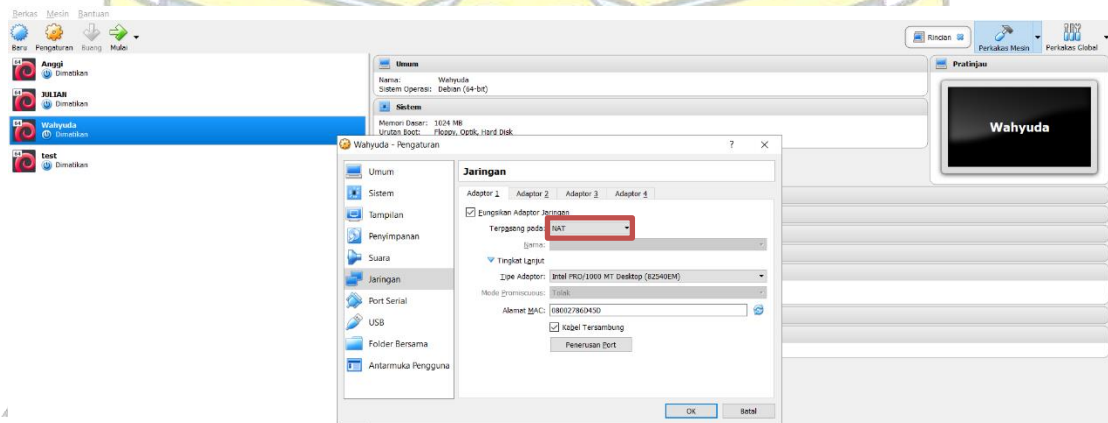 Berkas Mesin Bantuan
Baru Pengaturan Buang Mulai
Rincian
Perkakas Mesin
Perkakas Global
64 Anggi
Dimatikan
64 JULIAN
Dimatikan
64 Wahyuda
Dimatikan
64 test
Dimatikan
Umum
Nama: Wahyuda
Sistem Operasi: Debian (64-bit)
Sistem
Memori Dasar: 1024 MB
Urutan Boot: Floppy, Optik, Hard Disk
Pratinjau
Wahyuda
Wahyuda - Pengaturan ? ×
Umum
Sistem
Tampilan
Penyimpanan
Suara
Jaringan
Port Serial
USB
Folder Bersama
Antarmuka Pengguna
Jaringan
Adaptor 1 Adaptor 2 Adaptor 3 Adaptor 4
Fungsikan Adaptor Jaringan
Terpasang pada: NAT
Nama:
Tingkat Lanjut
Tipe Adaptor: Intel PRO/1000 MT Desktop (82540EM)
Mode Promiscuous: Tolak
Alamat MAC: 08002786D45D
Kabel Tersambung
Penerusan Port
OK Batal